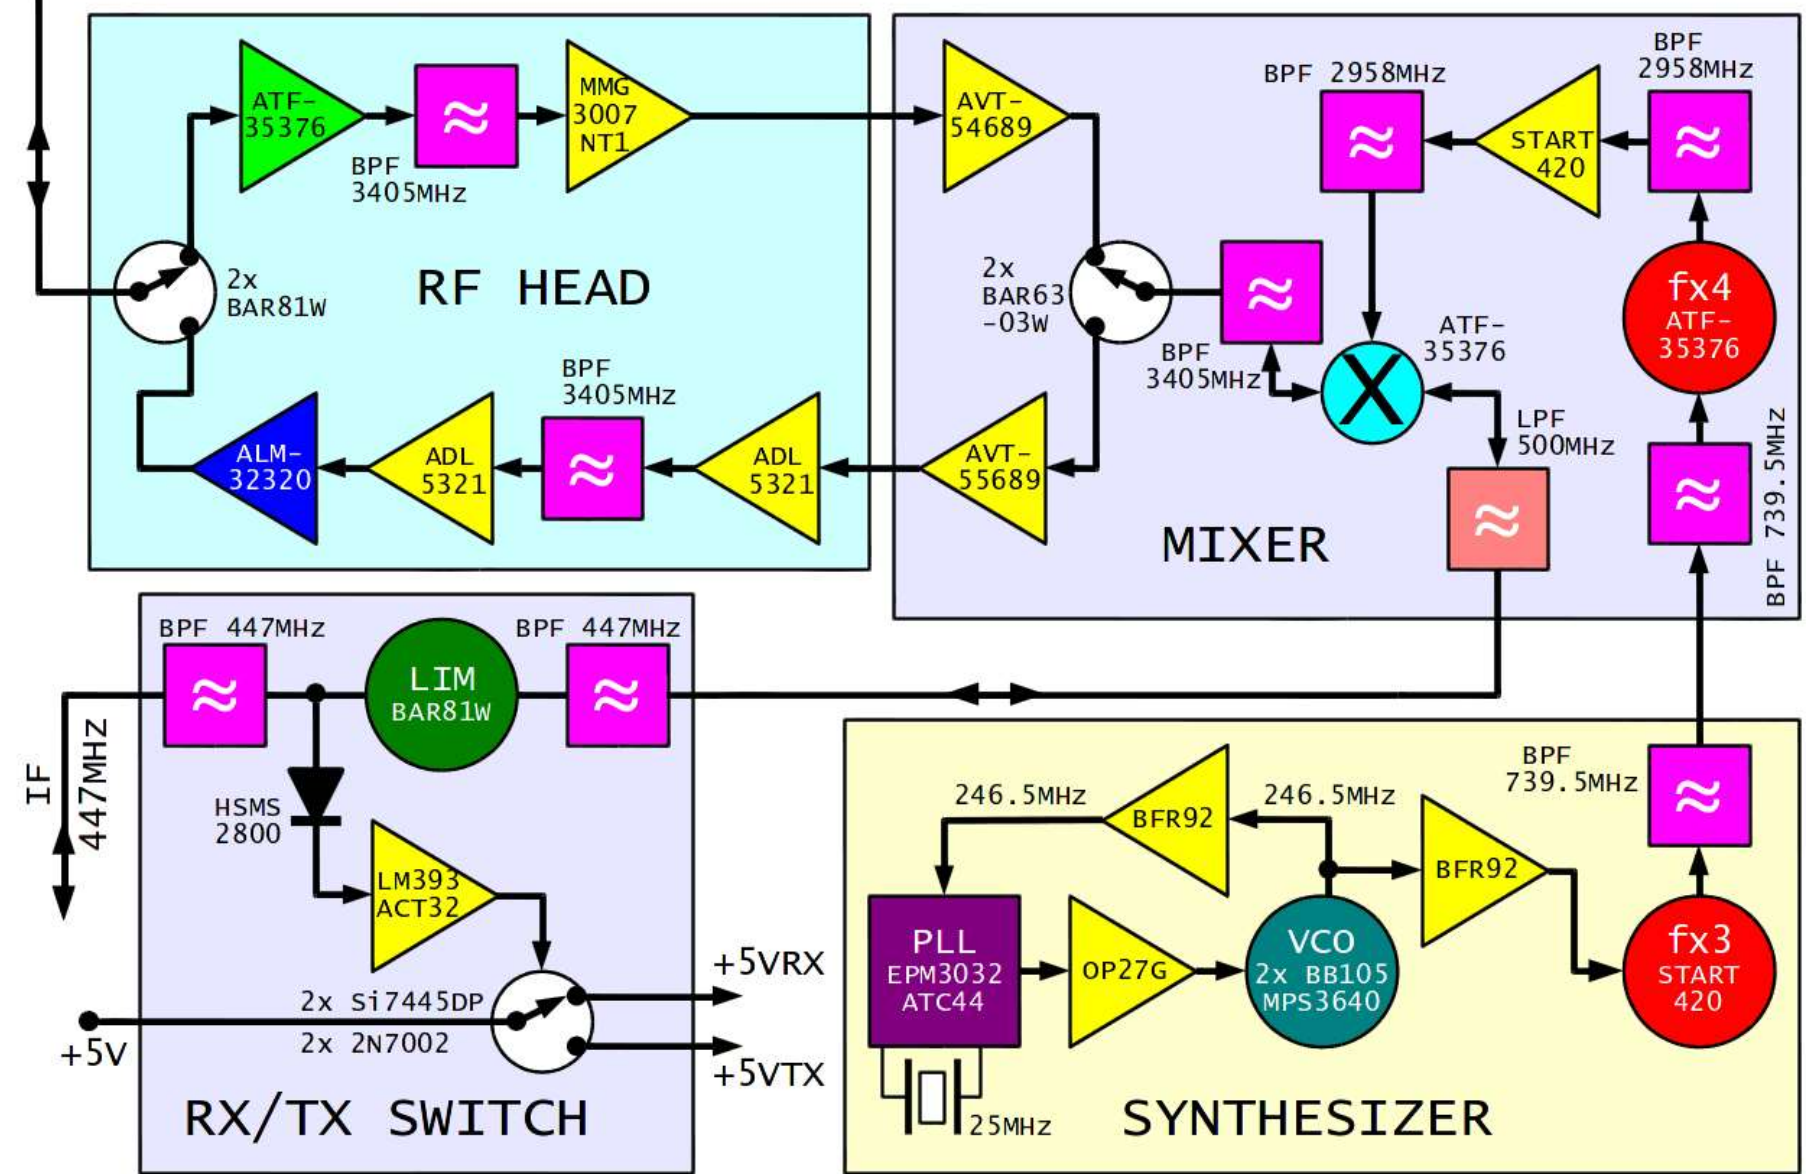 ATF-
35376
BPF
3405MHz
MMG
3007
NT1
2x
BAR81W
RF HEAD
BPF
3405MHz
ALM-
32320
ADL
5321
ADL
5321
AVT-
54689
BPF 2958MHz
START
420
BPF
2958MHz
2x
BAR63
-03W
BPF
3405MHz
X
ATF-
35376
fx4
ATF-
35376
LPF
500MHz
AVT-
55689
MIXER
BPF 739.5MHz
BPF 447MHz
BPF 447MHz
LIM
BAR81W
IF
447MHz
HSMS
2800
LM393
ACT32
2x Si7445DP
2x 2N7002
+5V
+5VRX
+5VTX
RX/TX SWITCH
246.5MHz
BFR92
246.5MHz
BFR92
BPF
739.5MHz
PLL
EPM3032
ATC44
OP27G
VCO
2x BB105
MPS3640
fx3
START
420
25MHz
SYNTHESIZER